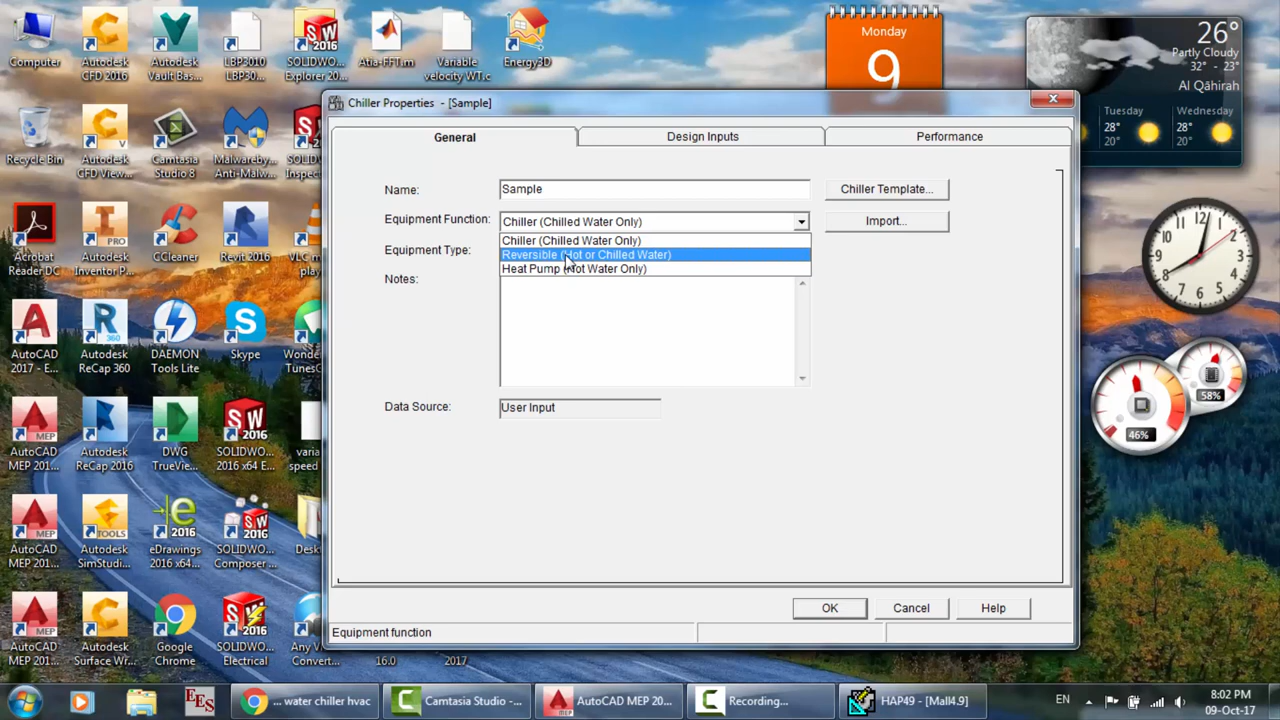 Computer
Autodesk CFD 2016
Autodesk Vault Bas...
LBP3010 LBP30...
SOLIDWO... Explorer 20...
Atia-FFT.m
Variable velocity WT.c
Energy3D
Recycle Bin
Autodesk CFD View...
Camtasia Studio 8
Malwareby... Anti-Malw...
Acrobat Reader DC
Autodesk Inventor P...
CCleaner
Autodesk Revit 2016
AutoCAD 2017 - E...
Autodesk ReCap 360
DAEMON Tools Lite
Skype
AutoCAD MEP 201...
Autodesk ReCap 2016
DWG TrueView...
SOLIDWO... 2016 x64 E...
AutoCAD MEP 201...
Autodesk SimStudi...
eDrawings 2016 x64...
SOLIDWO... Composer ...
AutoCAD MEP 201...
Autodesk Surface Wr...
Google Chrome
SOLIDWO... Electrical
Any V... Convert...
16.0
2017
Monday
9
26°
Partly Cloudy
32° - 23°
Al Qāhirah
Tuesday
28°
20°
Wednesday
28°
20°
46%
58%
Chiller Properties - [Sample]
General
Design Inputs
Performance
Name:
Sample
Chiller Template...
Equipment Function:
Chiller (Chilled Water Only)
Import...
Chiller (Chilled Water Only)
Equipment Type:
Reversible (Hot or Chilled Water)
Heat Pump (Hot Water Only)
Notes:
Data Source:
User Input
OK
Cancel
Help
Equipment function
EES
... water chiller hvac
Camtasia Studio -...
AutoCAD MEP 20...
Recording...
HAP49 - [Mall4.9]
EN
8:02 PM
09-Oct-17